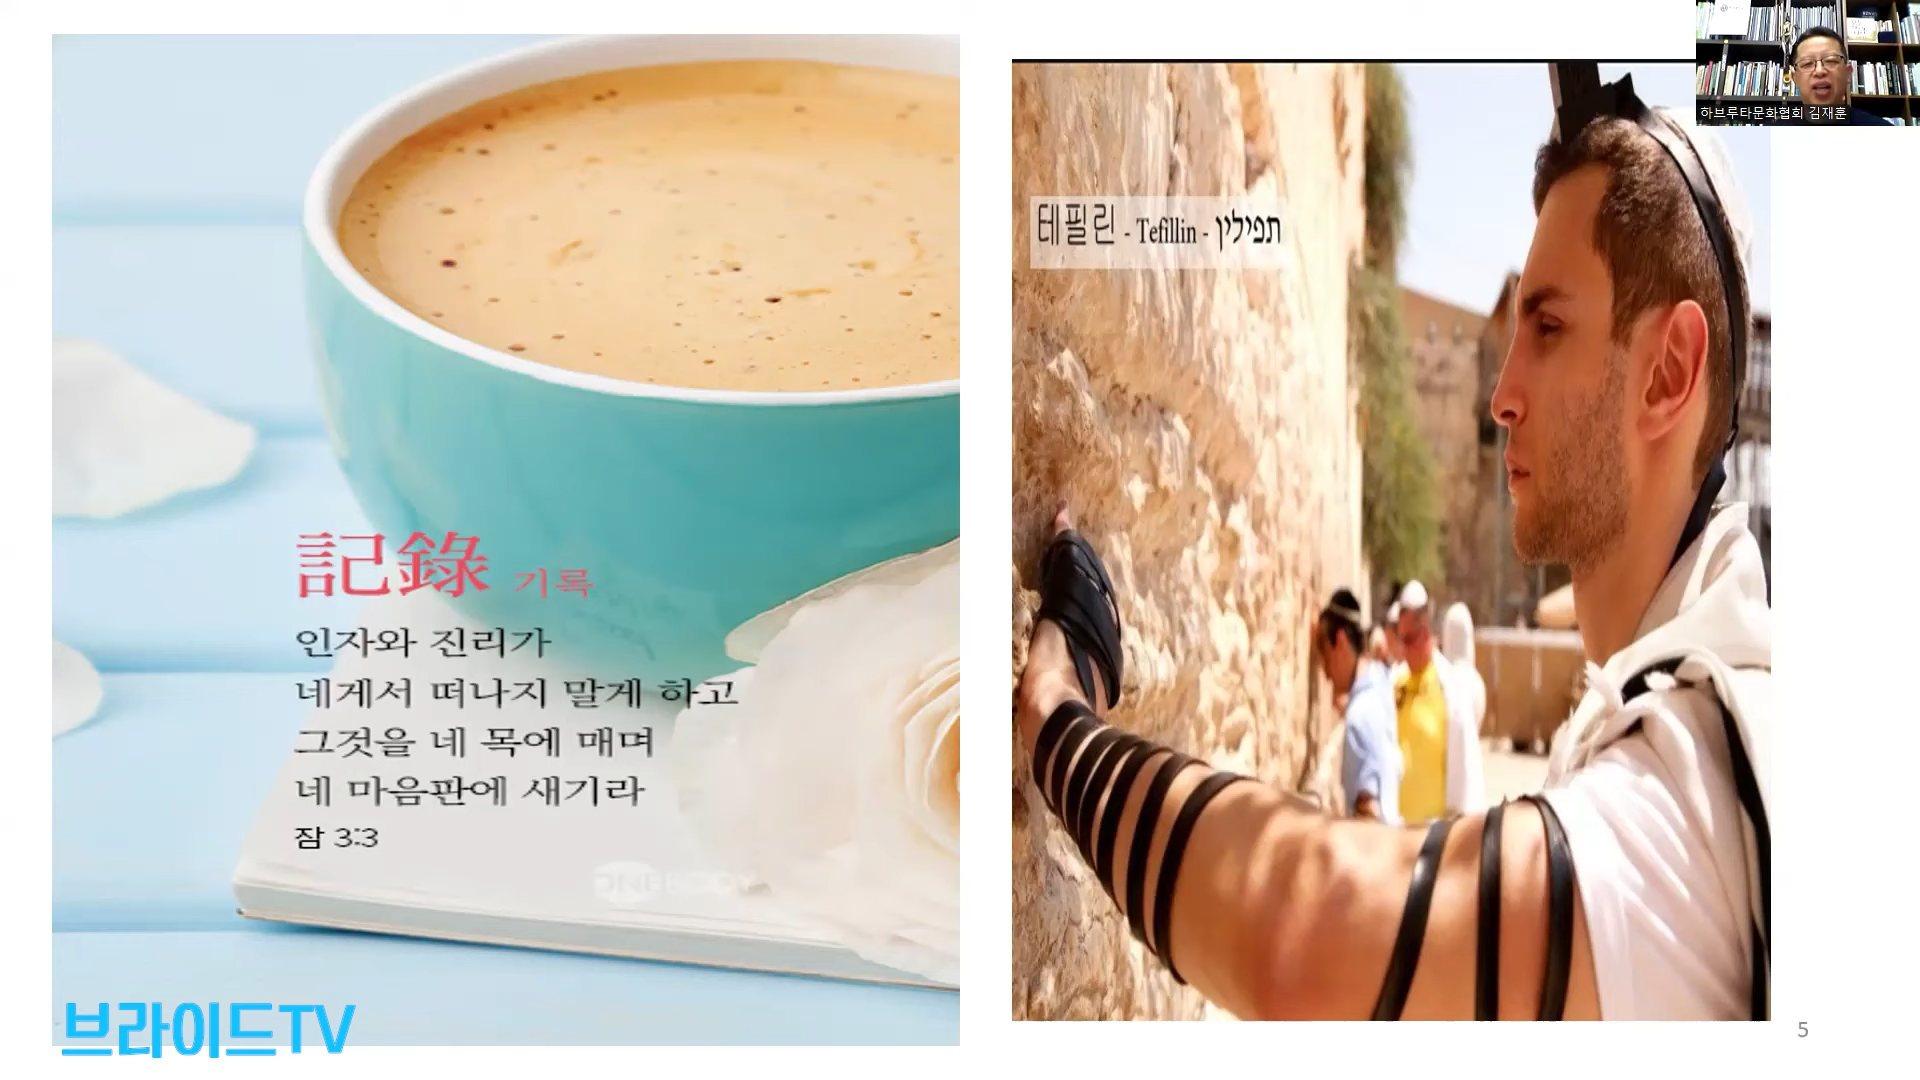 記錄 기록
인자와 진리가
네게서 떠나지 말게 하고
그것을 네 목에 매며
네 마음판에 새기라
잠 3:3
브라이드TV
테필린 - Tefillin - תפילין
하브루타문화협회 김재훈
5